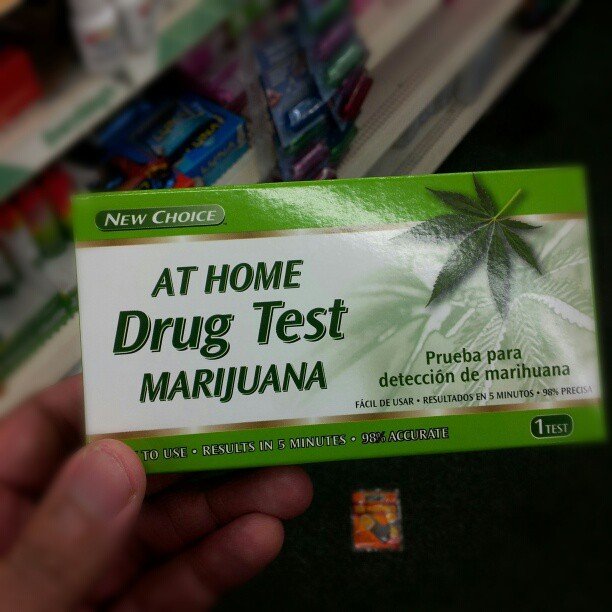 NEW CHOICE
AT HOME
Drug Test
MARIJUANA
Prueba para
detección de marihuana
FÁCIL DE USAR • RESULTADOS EN 5 MINUTOS • 98% PRECISA
TO USE • RESULTS IN 5 MINUTES • 98% ACCURATE
1 TEST